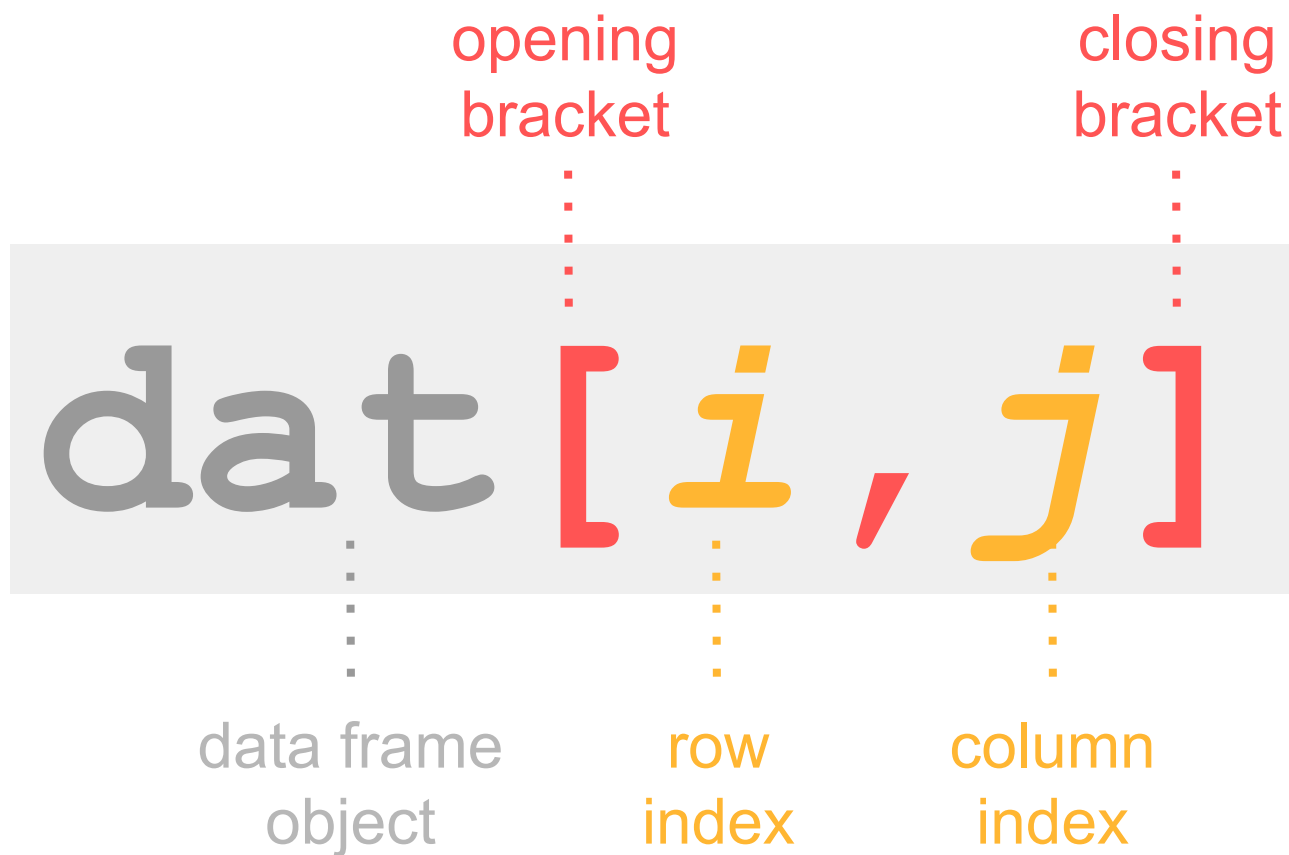 opening
bracket
closing
bracket
dat[i,j]
data frame
object
row
index
column
index